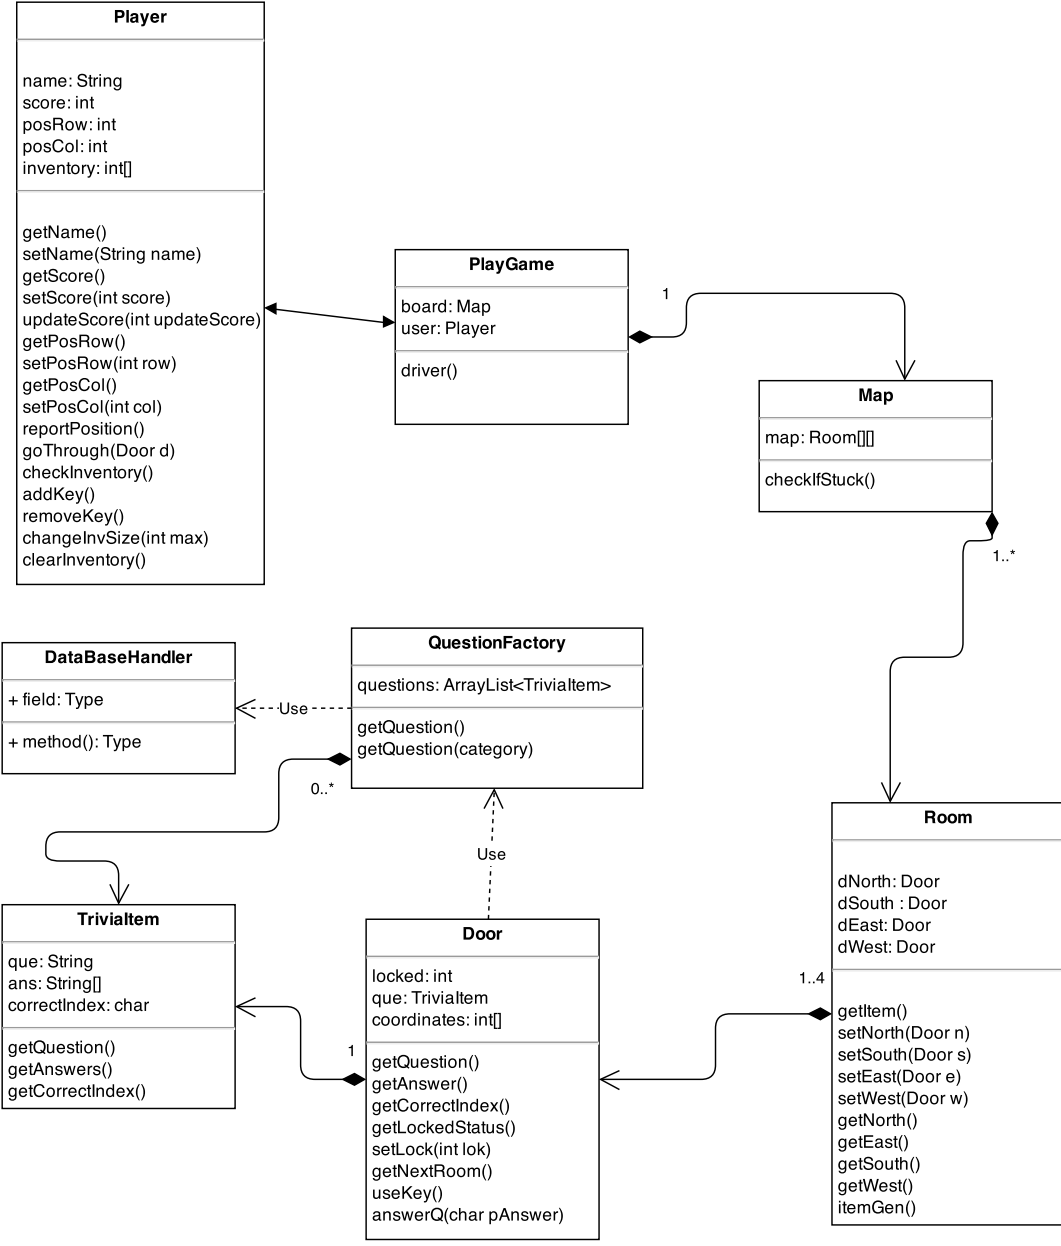 Player
name: String
score: int
posRow: int
posCol: int
inventory: int[]
getName()
setName(String name)
getScore()
setScore(int score)
updateScore(int updateScore)
getPosRow()
setPosRow(int row)
getPosCol()
setPosCol(int col)
reportPosition()
goThrough(Door d)
checkInventory()
addKey()
removeKey()
changeInvSize(int max)
clearInventory()
PlayGame
board: Map
user: Player
driver()
1
Map
map: Room[][]
checkIfStuck()
1..*
DataBaseHandler
+ field: Type
+ method(): Type
Use
QuestionFactory
questions: ArrayList<TriviaItem>
getQuestion()
getQuestion(category)
0..*
Use
TriviaItem
que: String
ans: String[]
correctIndex: char
getQuestion()
getAnswers()
getCorrectIndex()
1
Door
locked: int
que: TriviaItem
coordinates: int[]
getQuestion()
getAnswer()
getCorrectIndex()
getLockedStatus()
setLock(int lok)
getNextRoom()
useKey()
answerQ(char pAnswer)
1..4
Room
dNorth: Door
dSouth : Door
dEast: Door
dWest: Door
getItem()
setNorth(Door n)
setSouth(Door s)
setEast(Door e)
setWest(Door w)
getNorth()
getEast()
getSouth()
getWest()
itemGen()